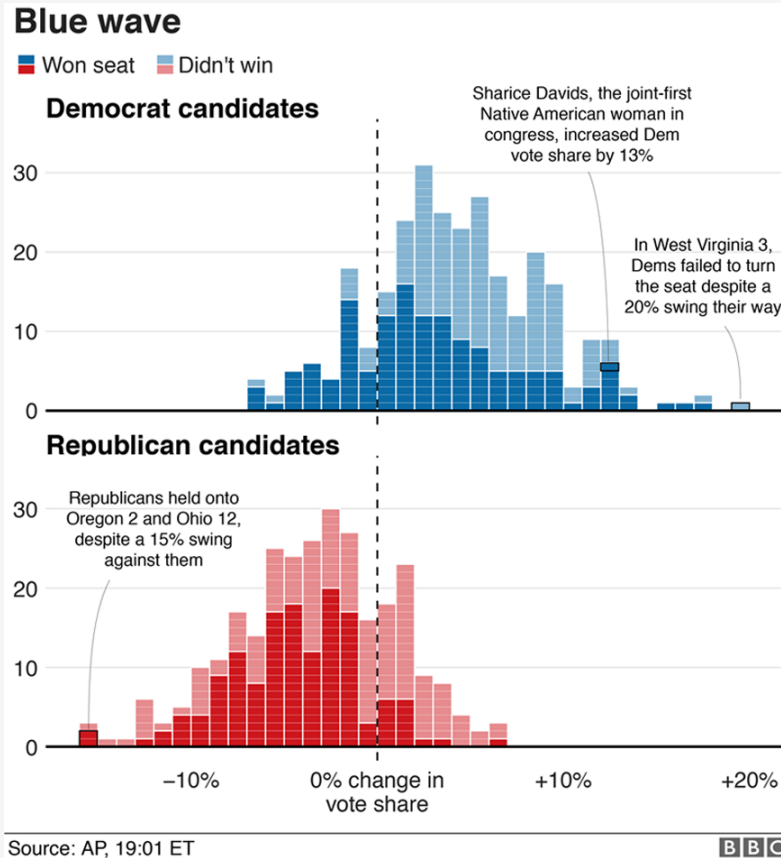 Blue wave
Won seat Didn't win
Democrat candidates
Sharice Davids, the joint-first
Native American woman in
congress, increased Dem
vote share by 13%
In West Virginia 3,
Dems failed to turn
the seat despite a
20% swing their way
30
20
10
0
Republican candidates
Republicans held onto
Oregon 2 and Ohio 12,
despite a 15% swing
against them
30
20
10
0
−10% 0% change in vote share +10% +20%
Source: AP, 19:01 ET
BBC